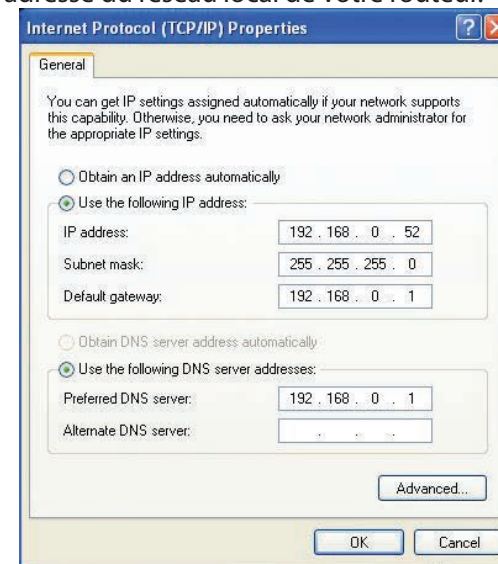 adresse du réseau local de votre routeur.
Internet Protocol (TCP/IP) Properties
General
You can get IP settings assigned automatically if your network supports
this capability. Otherwise, you need to ask your network administrator for
the appropriate IP settings.
Obtain an IP address automatically
Use the following IP address:
IP address: 192 . 168 . 0 . 52
Subnet mask: 255 . 255 . 255 . 0
Default gateway: 192 . 168 . 0 . 1
Obtain DNS server address automatically
Use the following DNS server addresses:
Preferred DNS server: 192 . 168 . 0 . 1
Alternate DNS server: . . .
Advanced...
OK Cancel